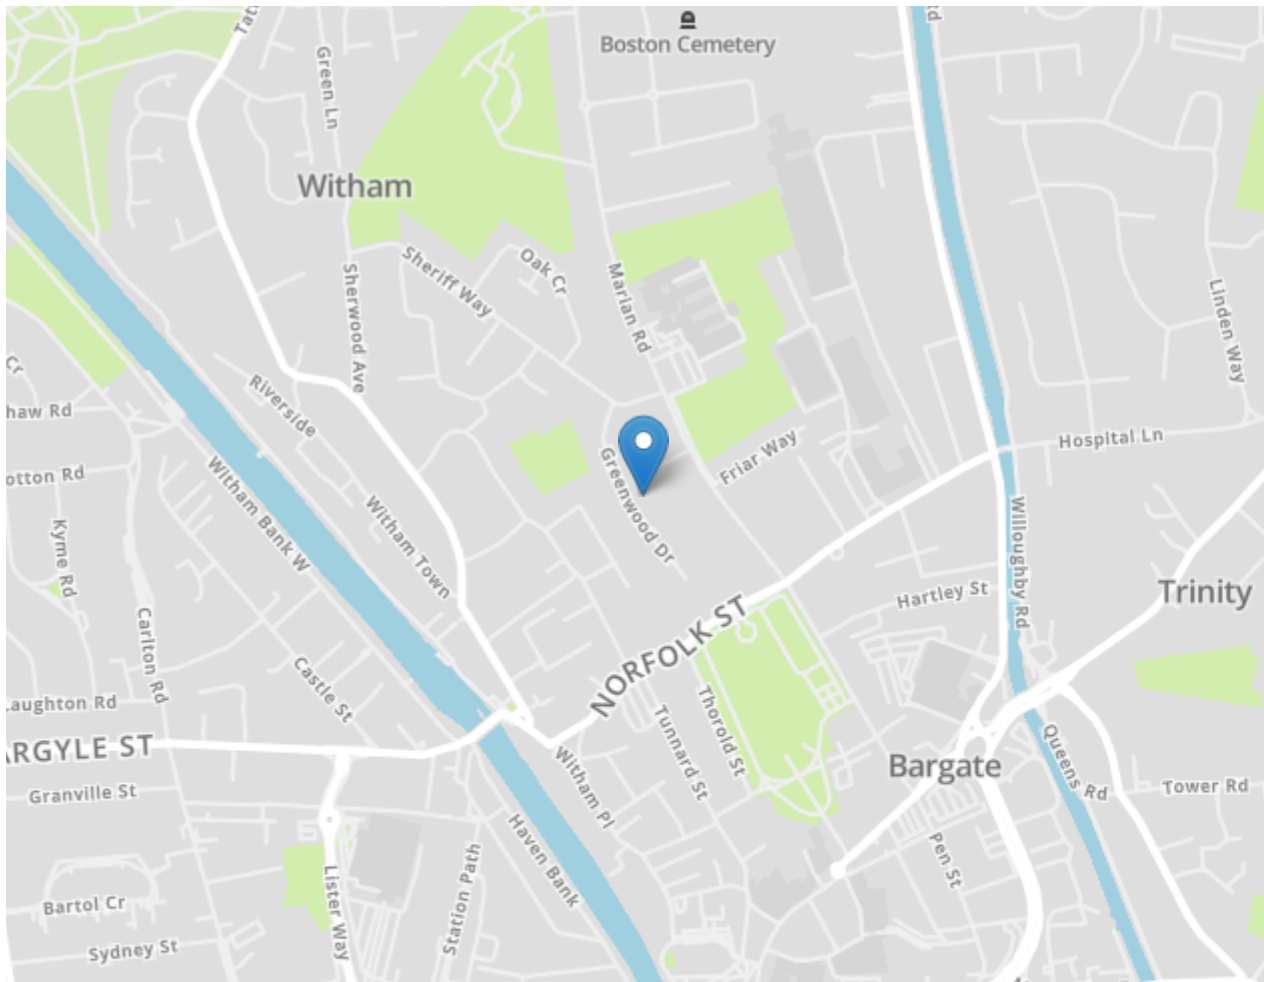 Boston Cemetery
Green Ln
Witham
Oak Cr
Sheriff Way
Marian Rd
Sherwood Ave
Linden Way
Cr
Riverside
haw Rd
Hospital Ln
Friar Way
otton Rd
Greenwood Dr
Witham Bank W
Witham Town
Willoughby Rd
Kyme Rd
Hartley St
Trinity
Carlton Rd
NORFOLK ST
Castle St
Thorold St
Tunnard St
aughton Rd
ARGYLE ST
Queens Rd
Bargate
Witham Pl
Granville St
Tower Rd
Haven Bank
Pen St
Station Path
Lister Way
Bartol Cr
Sydney St